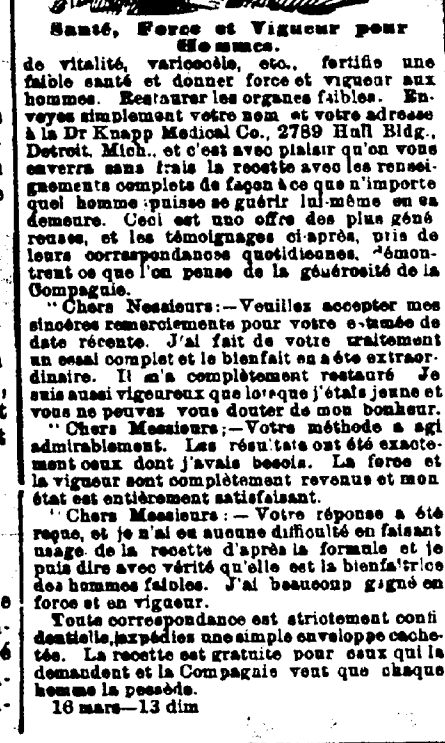 Santé, Force et Vigueur pour
Hommes.
de vitalité, varicocèle, etc., fortifie une
faible santé et donner force et vigueur aux
hommes. Restaurer les organes faibles. En-
voyes simplement votre nom et votre adresse
à la Dr Knapp Medical Co., 2789 Hull Bldg.,
Detroit, Mich., et c'est avec plaisir qu'on vous
enverra sans frais la recette avec les rensei-
gnements complets de façon à ce que n'importe
quel homme puisse se guérir lui-même en sa
demeure. Ceci est une offre des plus géné
reuses, et les témoignages ci-après, pris de
leurs correspondances quotidiennes, démon-
trent ce que l'on pense de la générosité de la
Compagnie.
"Chers Nessieurs:—Veuillez accepter mes
sincères remerciements pour votre estimée de
date récente. J'ai fait de votre traitement
un essai complet et le bienfait en a été extraor-
dinaire. Il m'a complètement restauré Je
suis aussi vigoureux que lorsque j'étais jeune et
vous ne pouvez vous douter de mon bonheur.
"Chers Messieurs;—Votre méthode a agi
admirablement. Les résultats ont été exacte-
ment ceux dont j'avais besoin. La force et
la vigueur sont complètement revenus et mon
état est entièrement satisfaisant.
"Chers Messieurs:—Votre réponse a été
reçue, et je n'ai eu aucune difficulté en faisant
usage de la recette d'après la formule et je
puis dire avec vérité qu'elle est la bienfaitrice
des hommes faibles. J'ai beaucoup gagné en
force et en vigueur.
Toute correspondance est strictement confi
dentielle, expédiés une simple enveloppe cache-
tée. La recette est gratuite pour ceux qui la
demandent et la Compagnie veut que chaque
homme la possède.
16 mars—13 dim